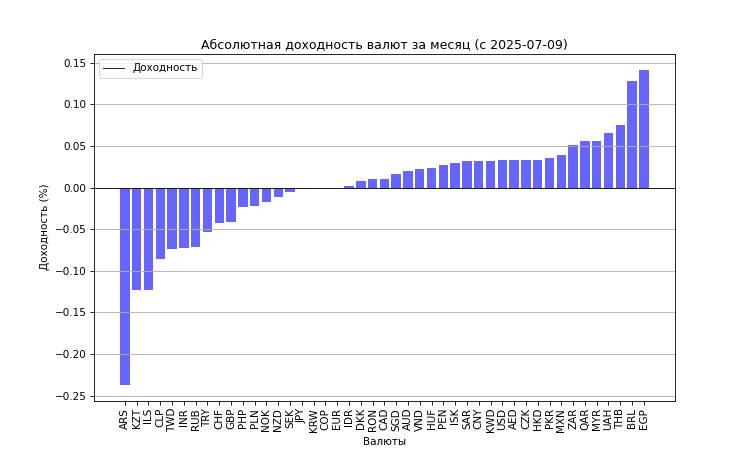 Абсолютная доходность валют за месяц (с 2025-07-09)
Доходность
0.15
0.10
0.05
0.00
−0.05
−0.10
−0.15
−0.20
−0.25
Доходность (%)
ARS KZT ILS CLP TWD INR RUB TRY CHF GBP PHP PLN NOK NZD SEK JPY KRW COP EUR IDR DKK RON CAD SGD AUD VND HUF PEN ISK SAR CNY KWD USD AED CZK HKD PKR MXN ZAR QAR MYR UAH THB BRL EGP
Валюты